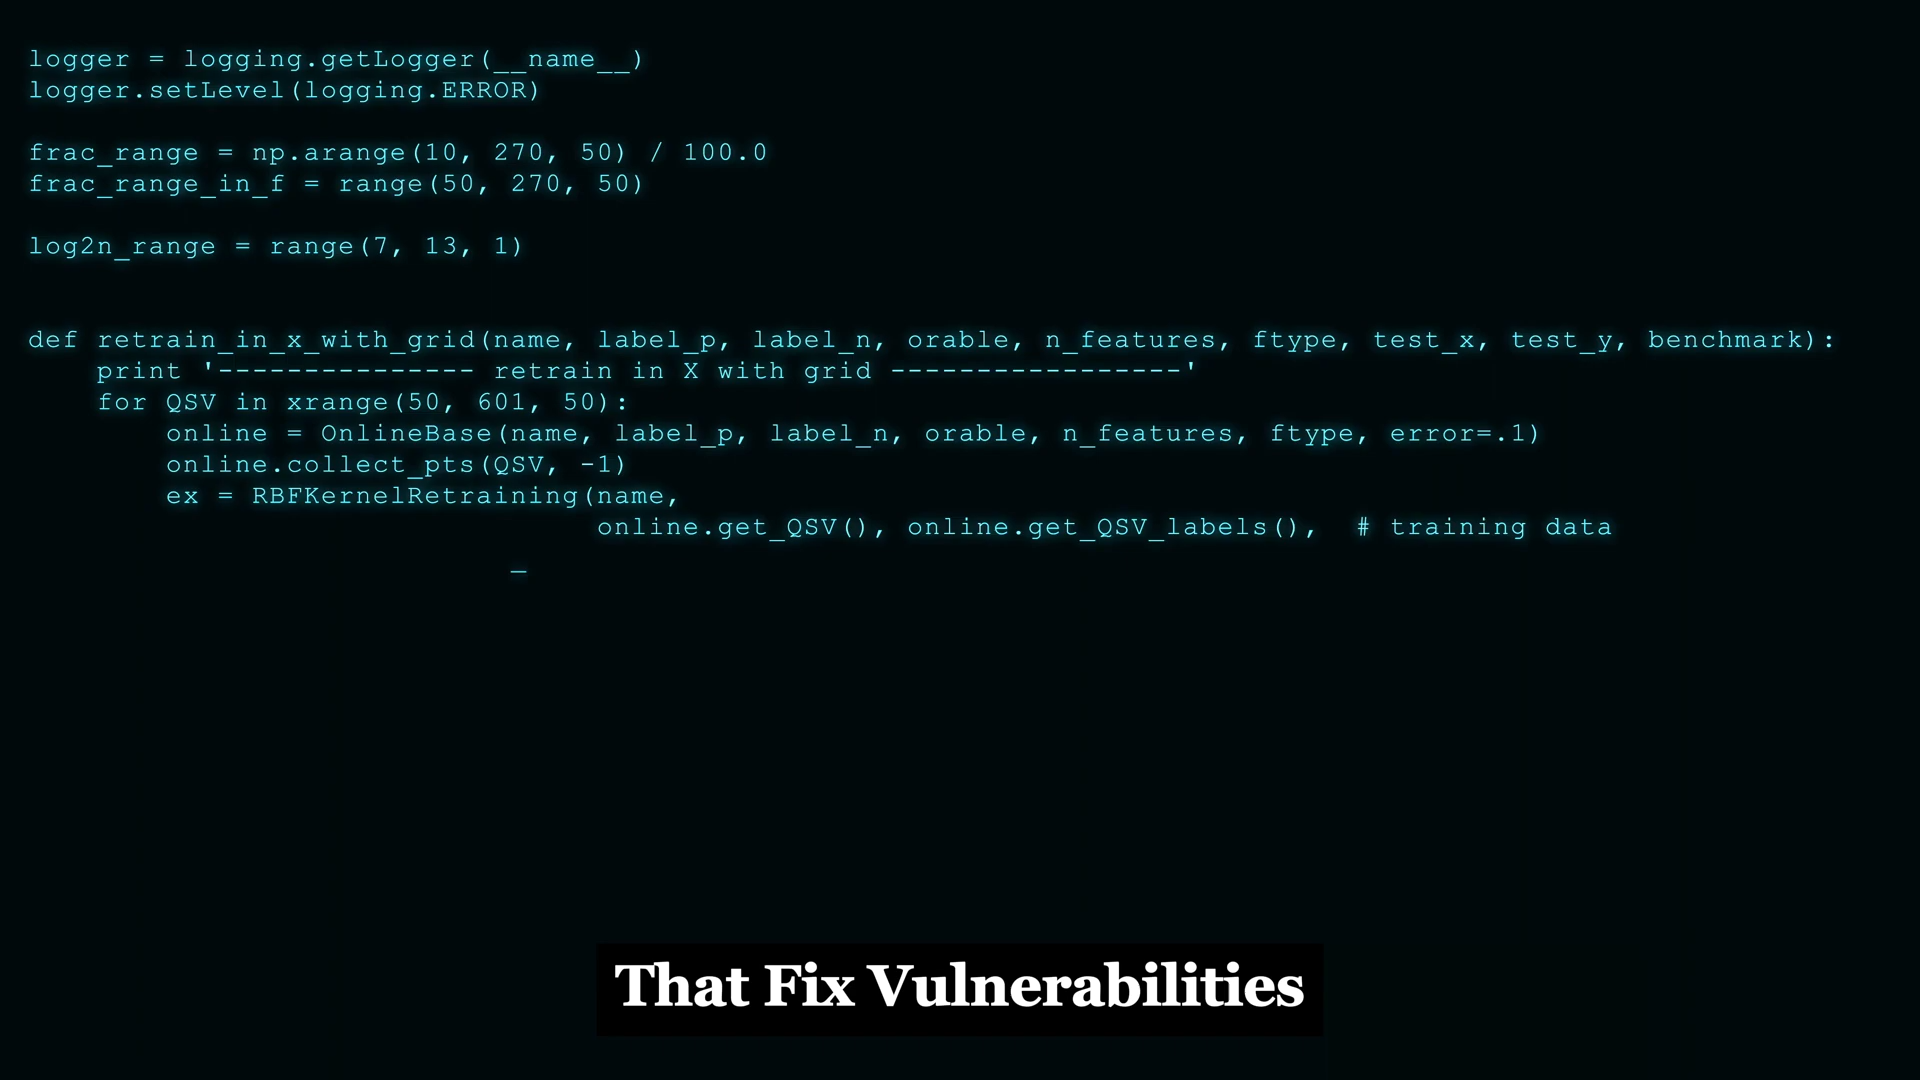 logger = logging.getLogger(__name__)
logger.setLevel(logging.ERROR)
frac_range = np.arange(10, 270, 50) / 100.0
frac_range_in_f = range(50, 270, 50)
log2n_range = range(7, 13, 1)
def retrain_in_x_with_grid(name, label_p, label_n, orable, n_features, ftype, test_x, test_y, benchmark):
    print '--------------- retrain in X with grid -----------------'
    for QSV in xrange(50, 601, 50):
        online = OnlineBase(name, label_p, label_n, orable, n_features, ftype, error=.1)
        online.collect_pts(QSV, -1)
        ex = RBFKernelRetraining(name,
                                 online.get_QSV(), online.get_QSV_labels(),  # training data
                            _
That Fix Vulnerabilities